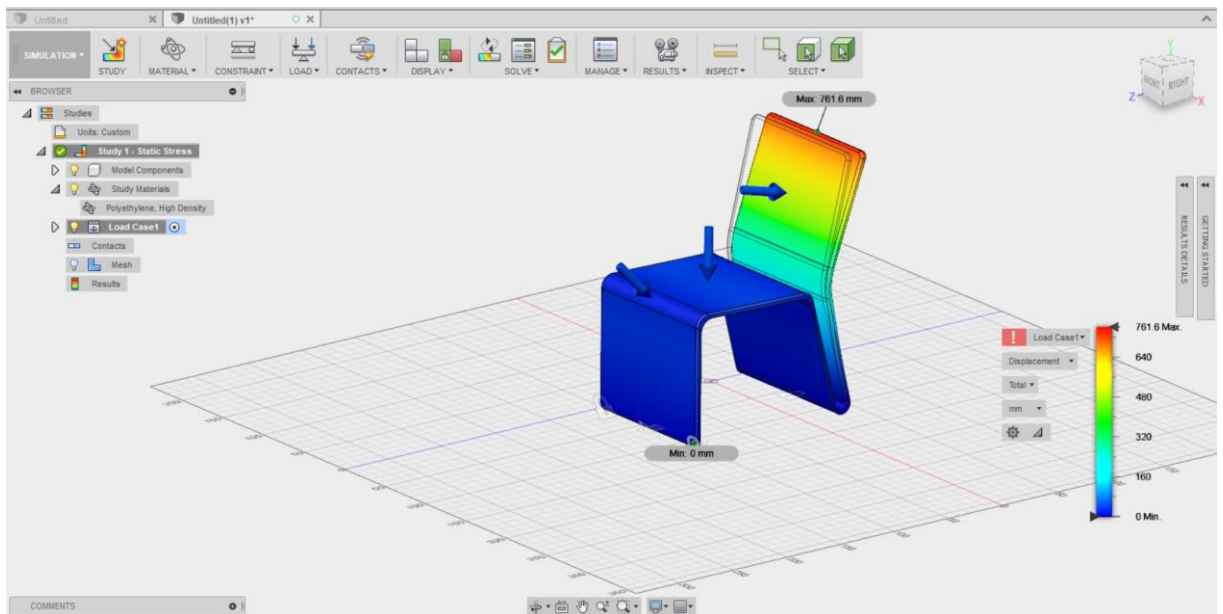 Untitled
Untitled(1) v1*
SIMULATION
STUDY
MATERIAL
CONSTRAINT
LOAD
CONTACTS
DISPLAY
SOLVE
MANAGE
RESULTS
INSPECT
SELECT
BROWSER
Studies
Units: Custom
Study 1 - Static Stress
Model Components
Study Materials
Polyethylene, High Density
Load Case1
Contacts
Mesh
Results
Max: 761.6 mm
Min: 0 mm
Y
FRONT
RIGHT
Z
X
RESULTS DETAILS
GETTING STARTED
Load Case1
Displacement
Total
mm
761.6 Max.
640
480
320
160
0 Min.
COMMENTS